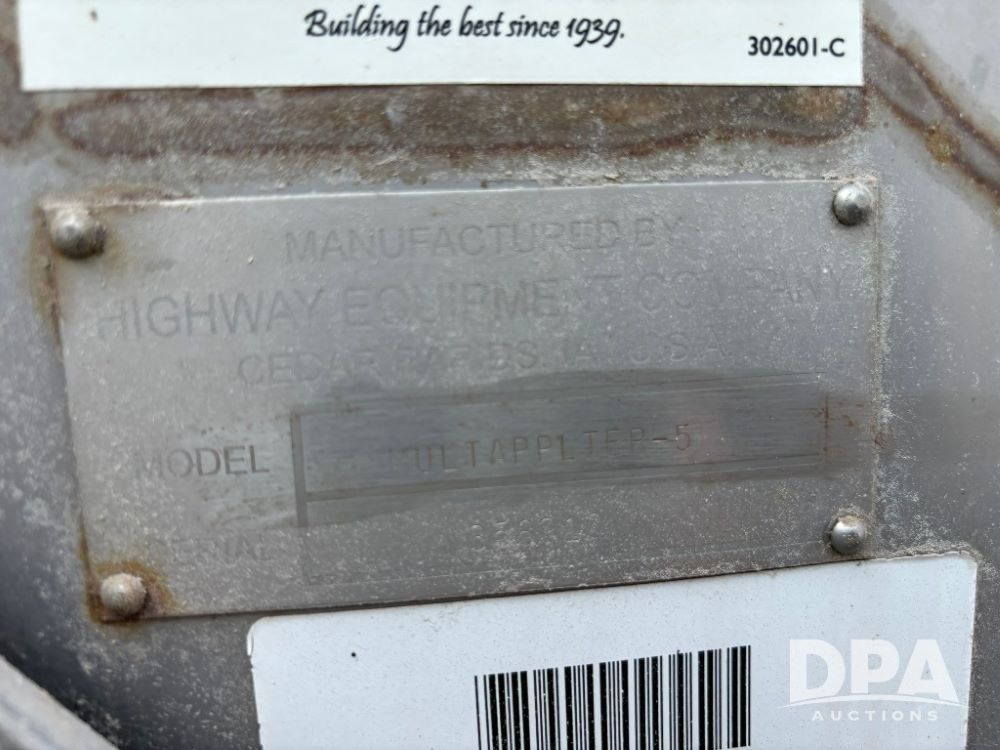 Building the best since 1939.
302601-C
MANUFACTURED BY
HIGHWAY EQUIPMENT COMPANY
CEDAR RAPIDS, IA U.S.A.
MODEL MULTAPPLIER-5
SERIAL
DPA
AUCTIONS